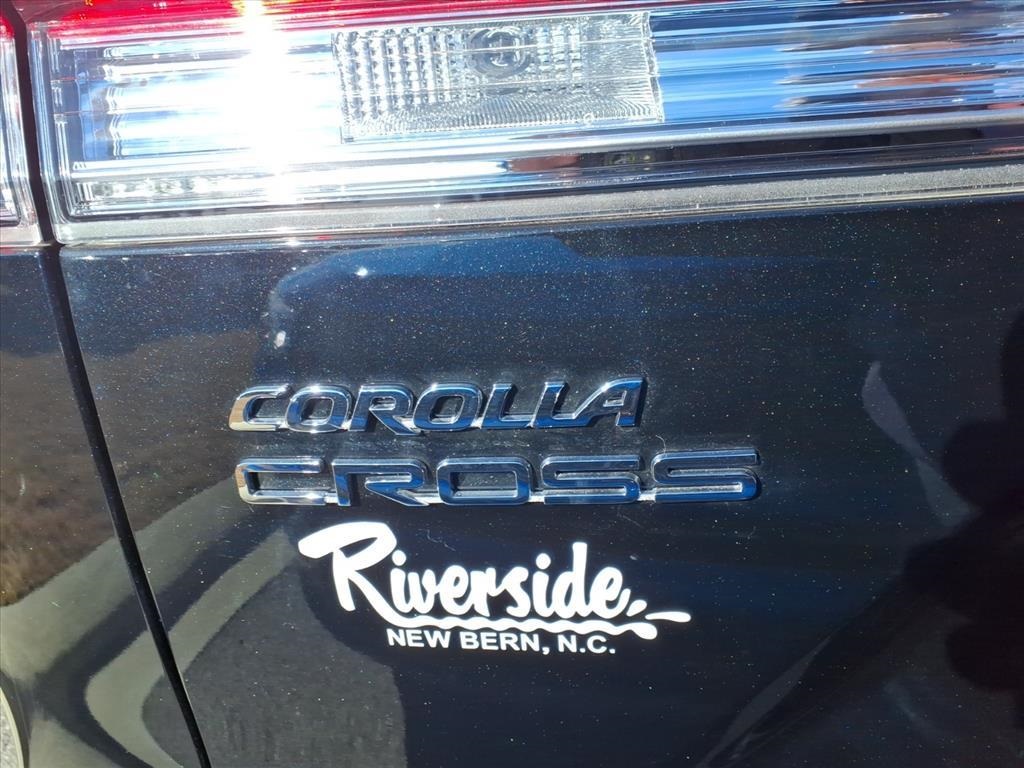 COROLLA
CROSS
Riverside
NEW BERN, N.C.